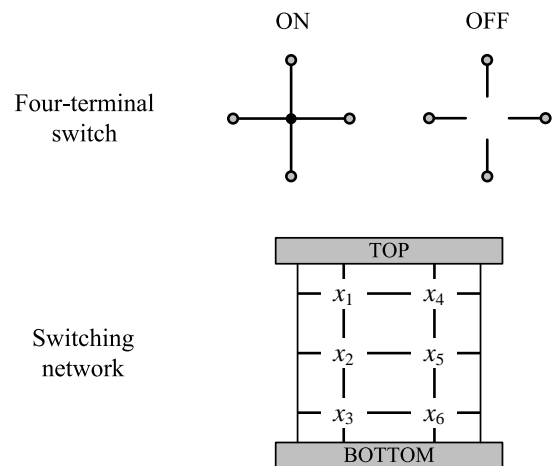 ON OFF
Four-terminal
switch
TOP
x₁ x₄
Switching
network
x₂ x₅
x₃ x₆
BOTTOM